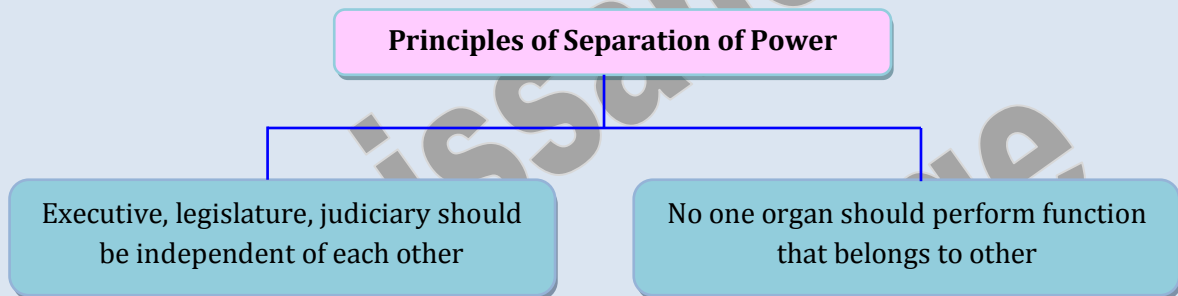 Principles of Separation of Power
Executive, legislature, judiciary should
be independent of each other
No one organ should perform function
that belongs to other